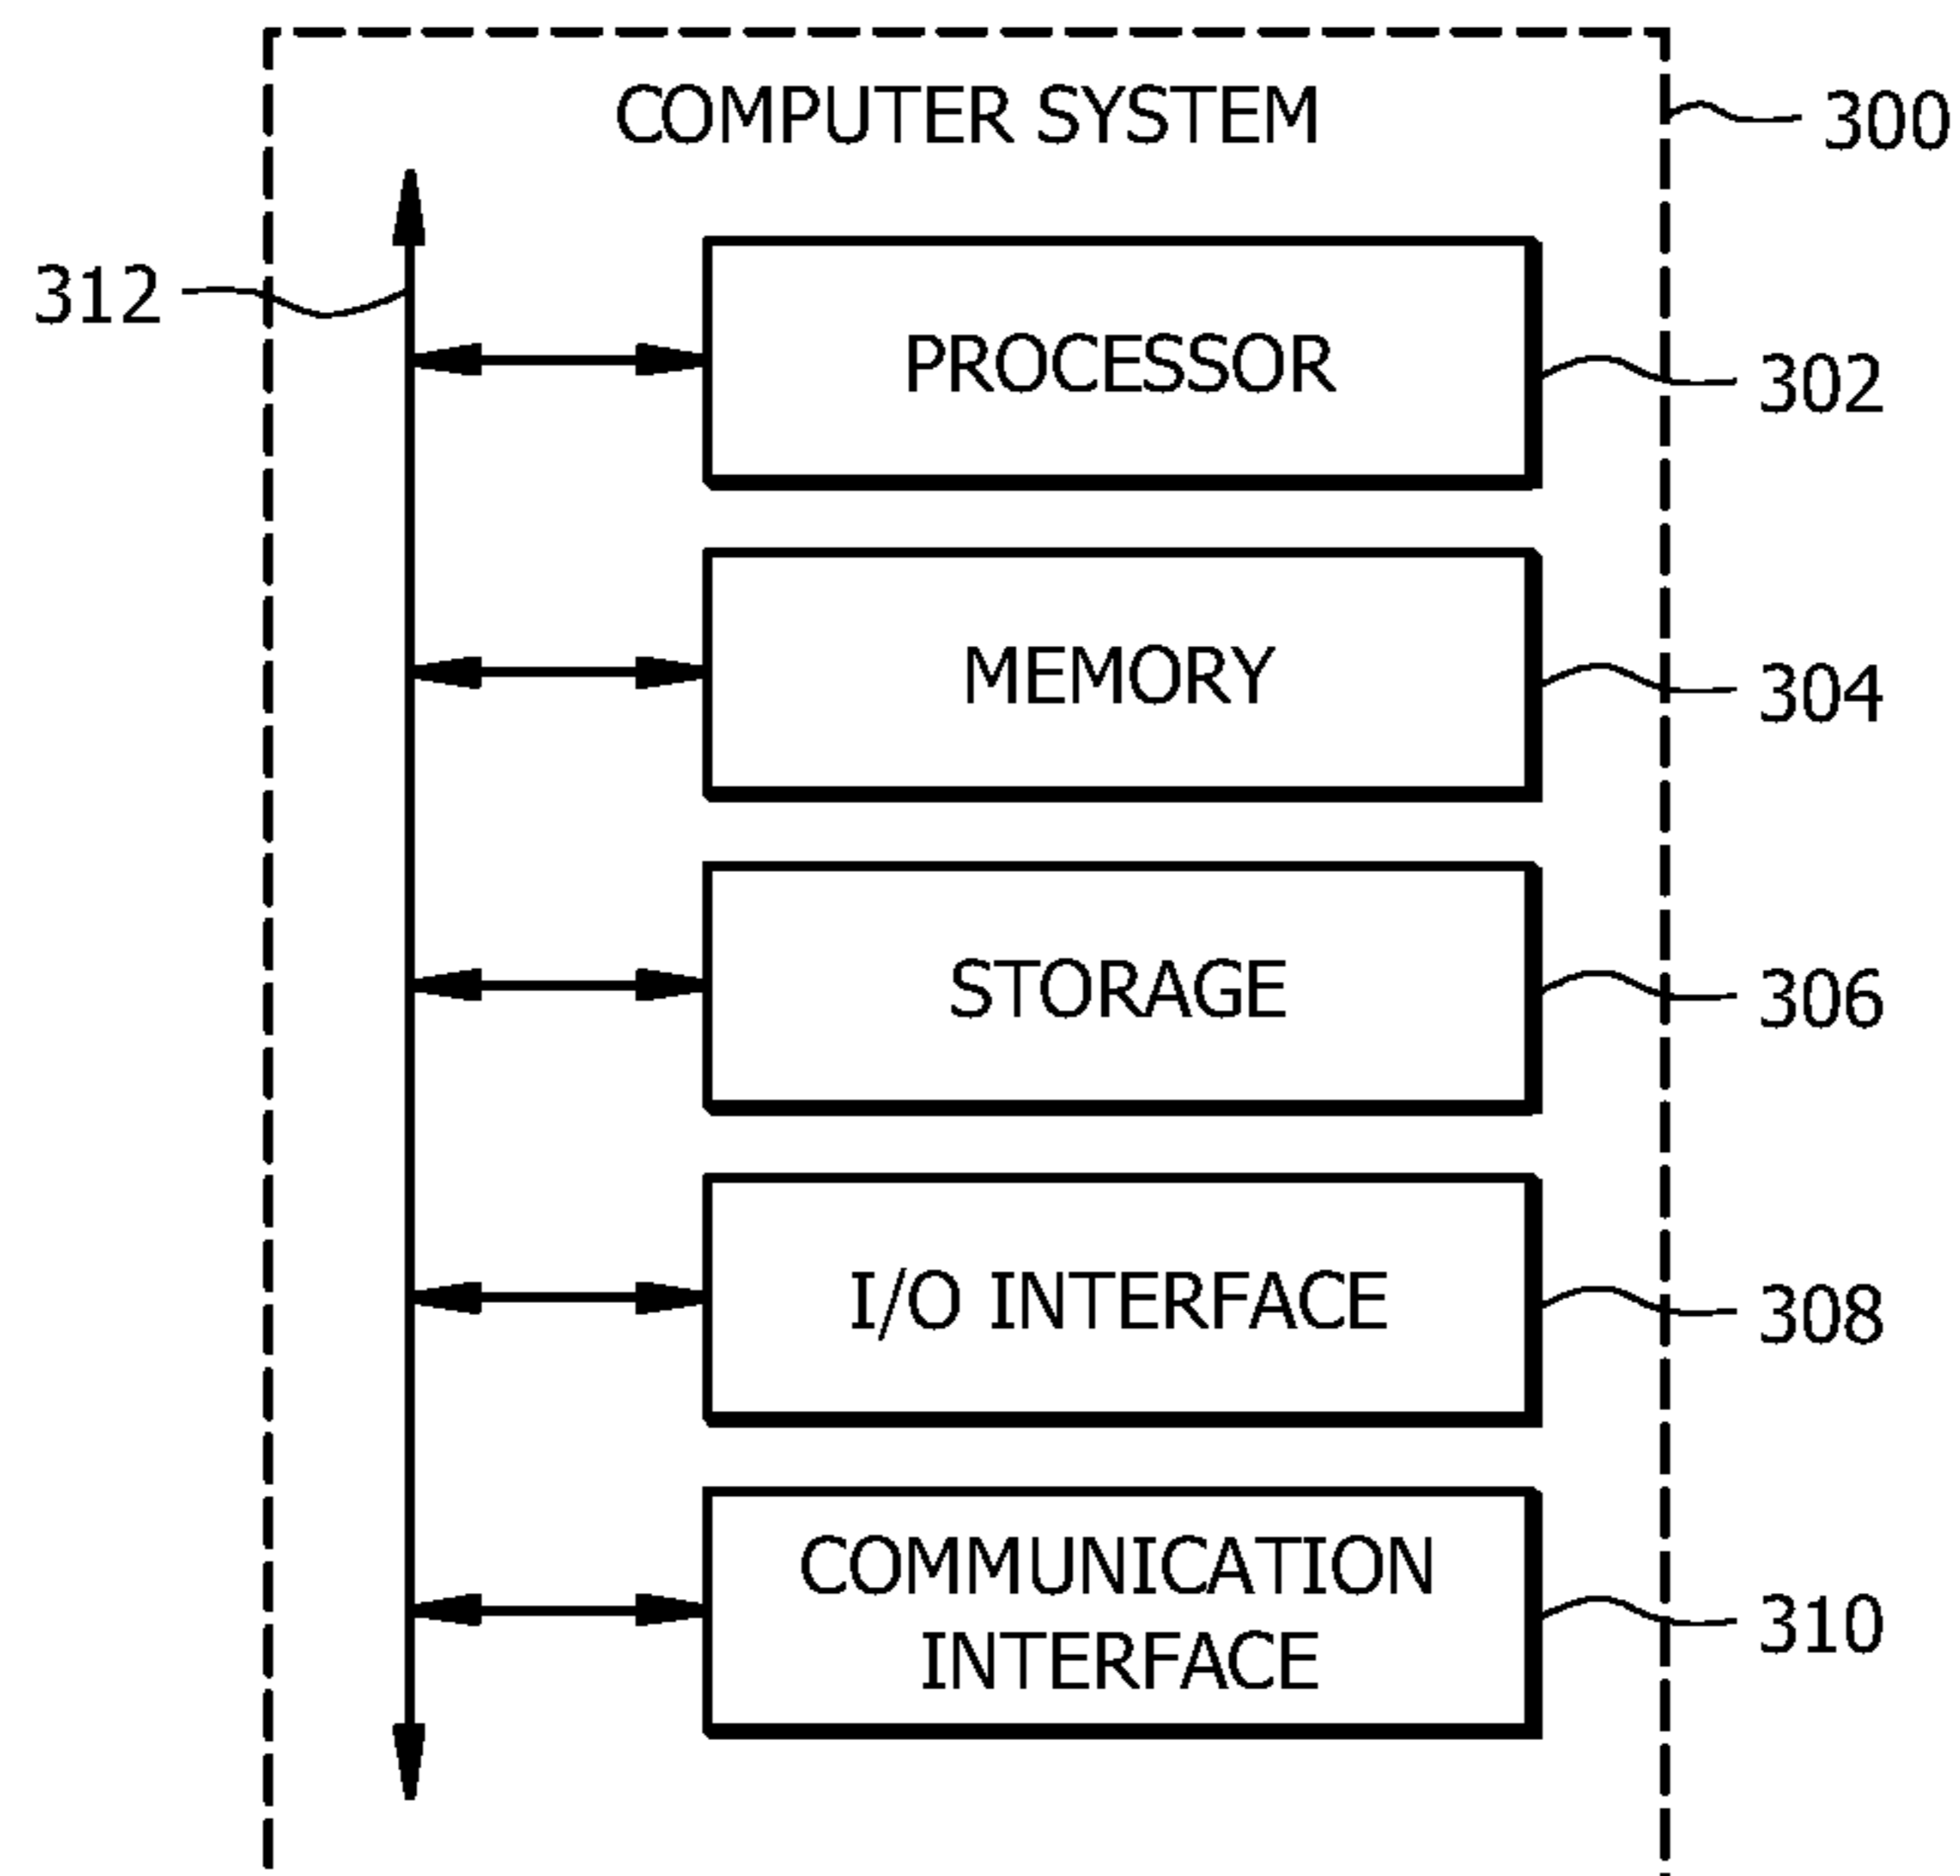 COMPUTER SYSTEM
300
312
PROCESSOR
302
MEMORY
304
STORAGE
306
I/O INTERFACE
308
COMMUNICATION
INTERFACE
310